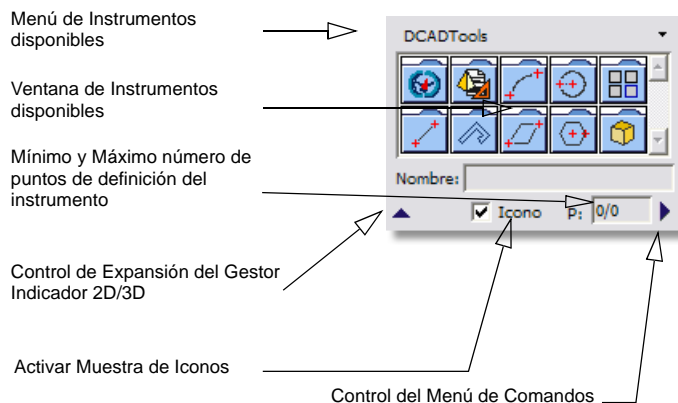 Menú de Instrumentos
disponibles
DCADTools
Ventana de Instrumentos
disponibles
Mínimo y Máximo número de
puntos de definición del
instrumento
Nombre:
Icono P: 0/0
Control de Expansión del Gestor
Indicador 2D/3D
Activar Muestra de Iconos
Control del Menú de Comandos